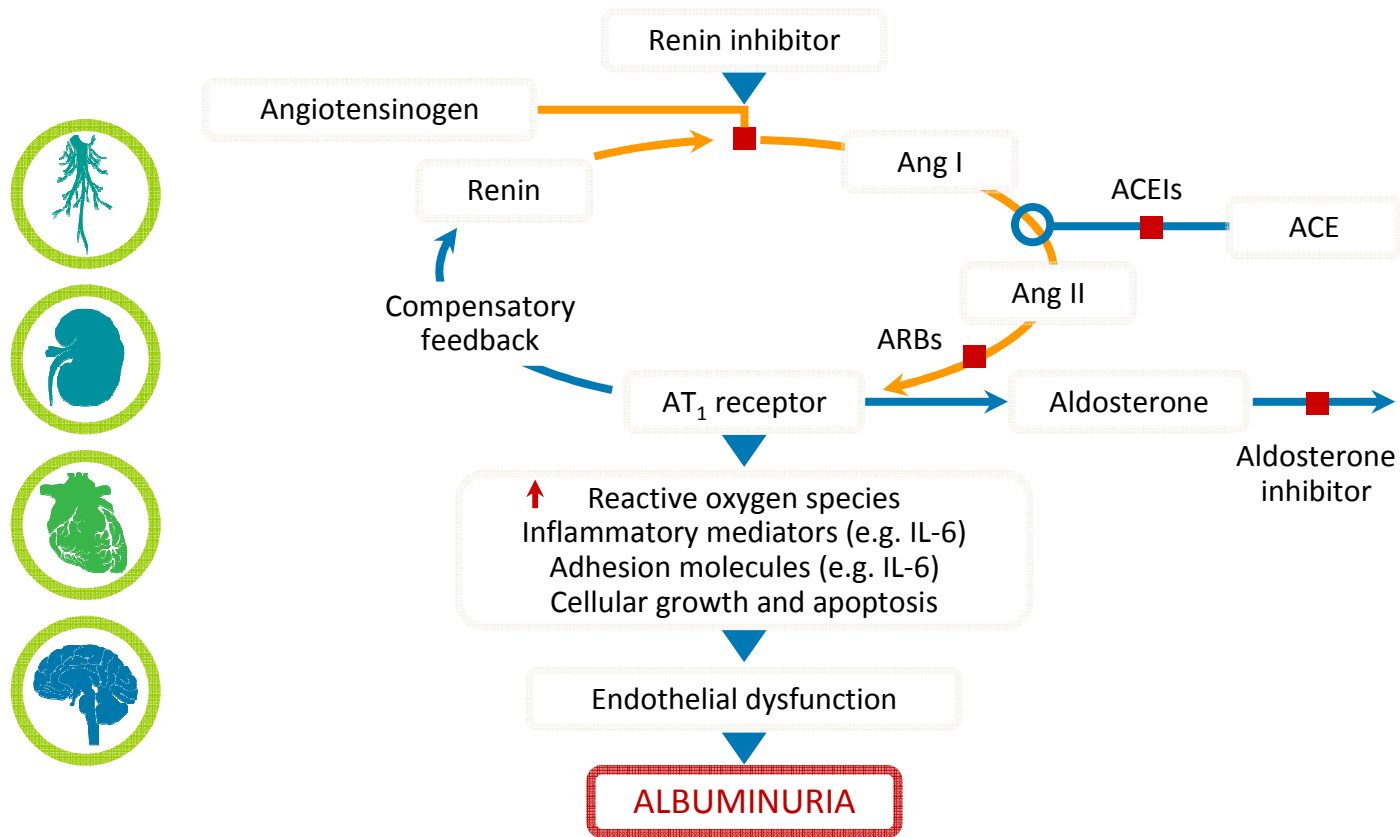 Renin inhibitor
Angiotensinogen
Renin
Ang I
ACEIs
ACE
Ang II
Compensatory
feedback
ARBs
AT₁ receptor
Aldosterone
Aldosterone
inhibitor
Reactive oxygen species
Inflammatory mediators (e.g. IL-6)
Adhesion molecules (e.g. IL-6)
Cellular growth and apoptosis
Endothelial dysfunction
ALBUMINURIA